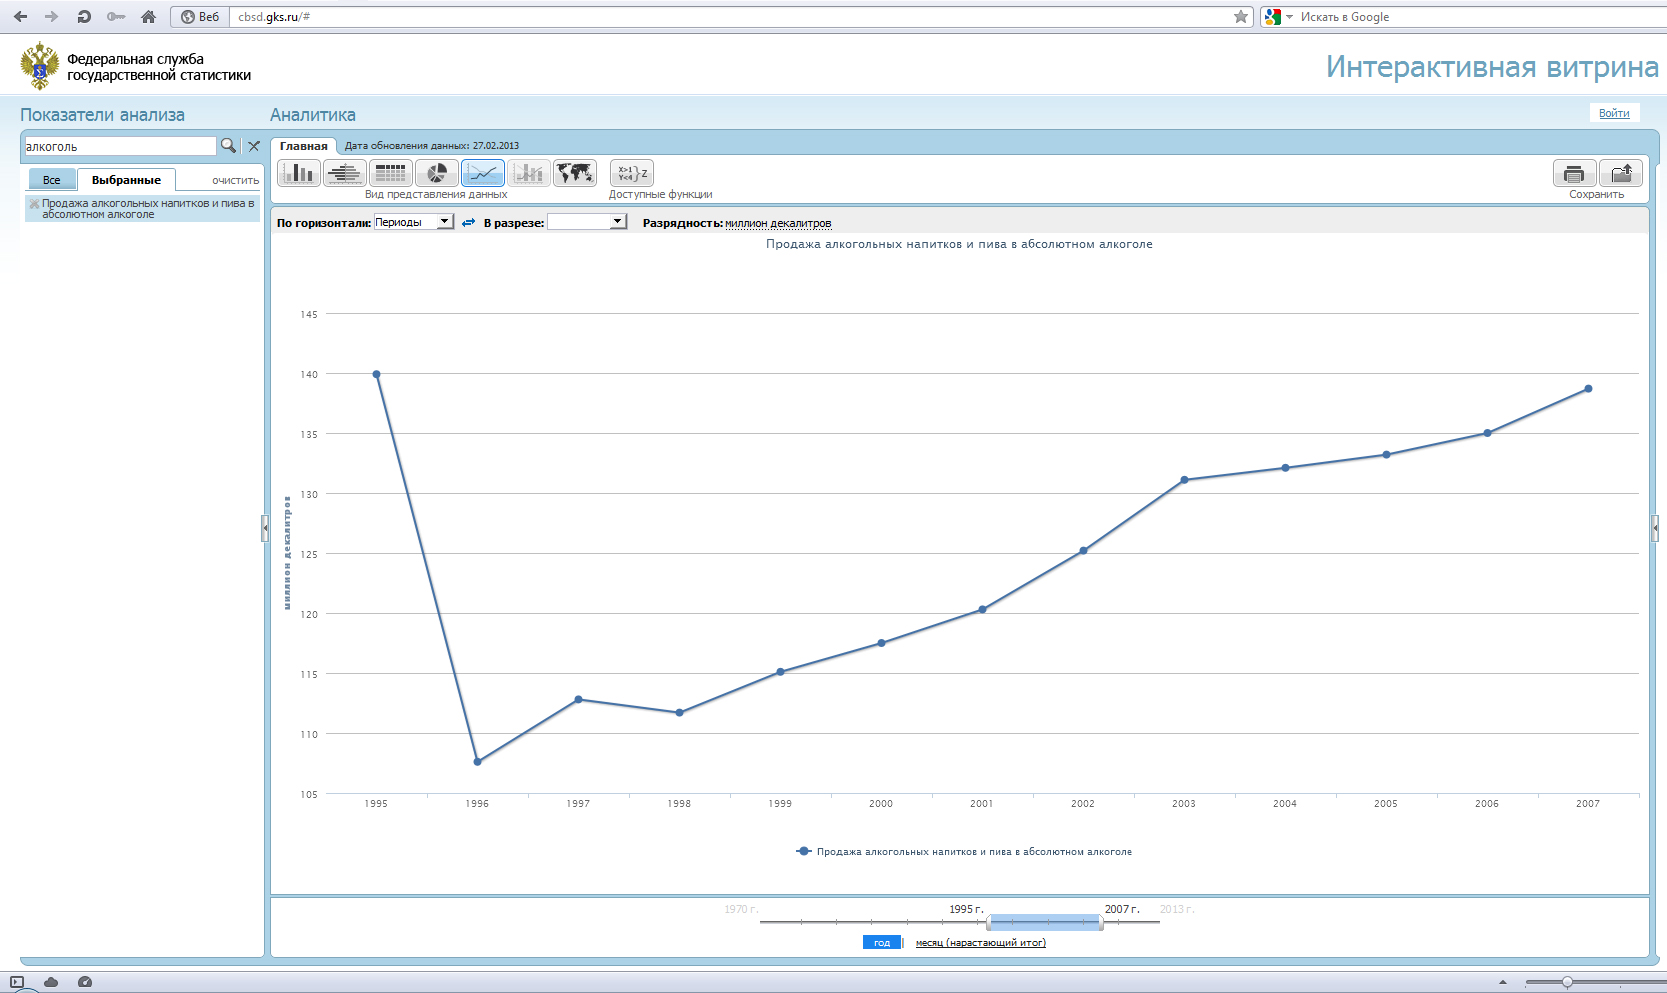 Веб
cbsd.gks.ru/#
Искать в Google
Федеральная служба
государственной статистики
Интерактивная витрина
Показатели анализа
Аналитика
Войти
алкоголь
Главная
Дата обновления данных: 27.02.2013
Все
Выбранные
очистить
X>1
Y<4 } Z
Вид представления данных
Доступные функции
Сохранить
Продажа алкогольных напитков и пива в
абсолютном алкоголе
По горизонтали: Периоды
В разрезе:
Разрядность: миллион декалитров
Продажа алкогольных напитков и пива в абсолютном алкоголе
145
140
135
130
125
120
115
110
105
миллион декалитров
1995 1996 1997 1998 1999 2000 2001 2002 2003 2004 2005 2006 2007
Продажа алкогольных напитков и пива в абсолютном алкоголе
1970 г. 1995 г. 2007 г. 2013 г.
год
месяц (нарастающий итог)